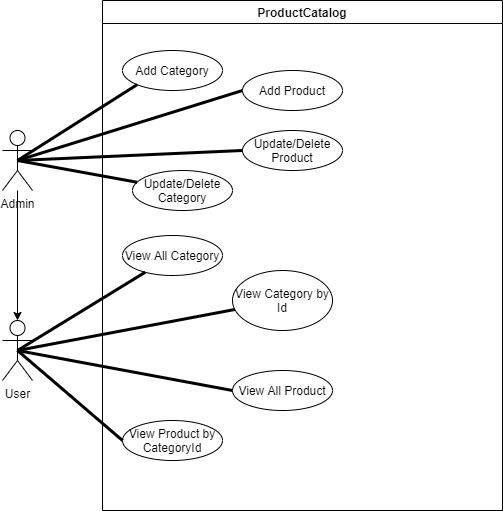 ProductCatalog
Add Category
Add Product
Update/Delete
Product
Update/Delete
Category
Admin
View All Category
View Category by
Id
View All Product
User
View Product by
CategoryId